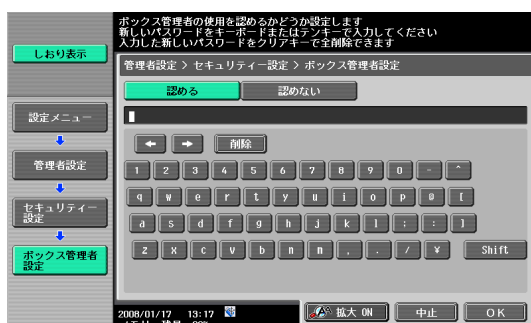 ボックス管理者の使用を認めるかどうか設定します
新しいパスワードをキーボードまたはテンキーで入力してください
入力した新しいパスワードをクリアキーで全削除できます
しおり表示
管理者設定 > セキュリティー設定 > ボックス管理者設定
認める 認めない
設定メニュー
管理者設定
セキュリティー
設定
ボックス管理者
設定
← → 削除
1 2 3 4 5 6 7 8 9 0 - ^
q w e r t y u i o p @ [
a s d f g h j k l ; : ]
z x c v b n m , . / ¥ Shift
2008/01/17 13:17
拡大 ON 中止 OK